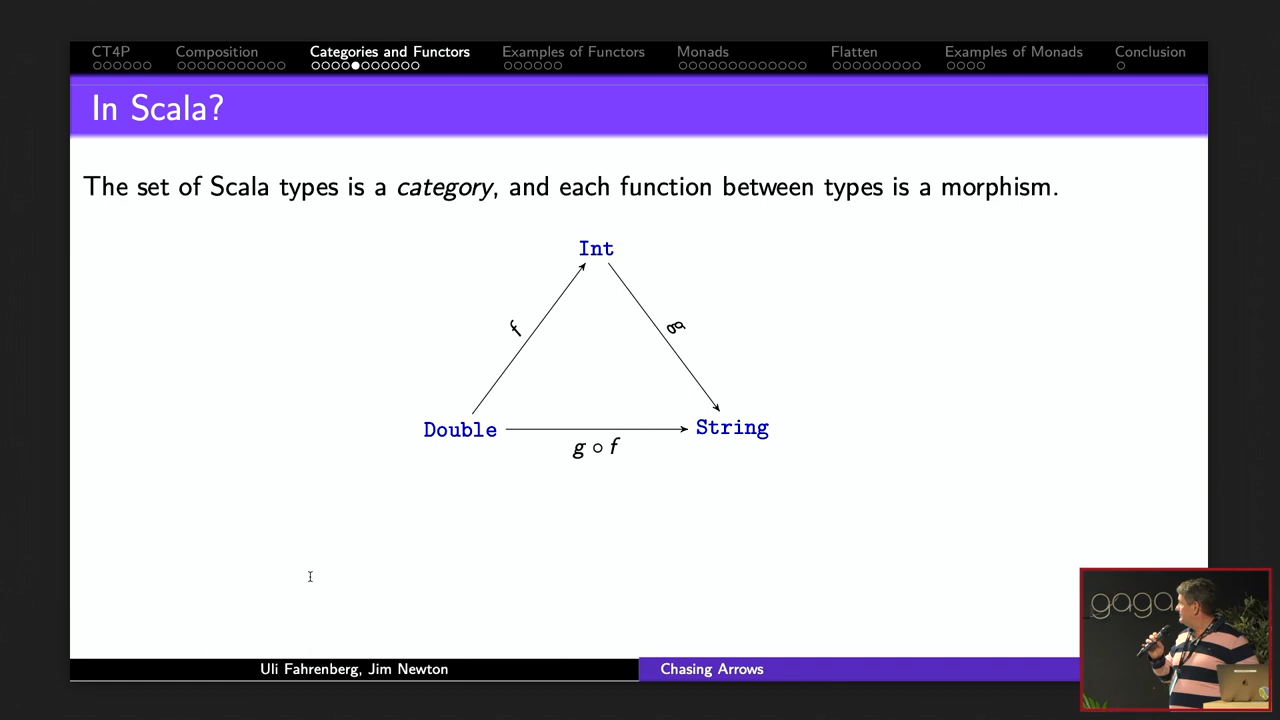 CT4P Composition Categories and Functors Examples of Functors Monads Flatten Examples of Monads Conclusion
In Scala?
The set of Scala types is a category, and each function between types is a morphism.
Int
f
g
Double
String
g ∘ f
gaga
Uli Fahrenberg, Jim Newton
Chasing Arrows